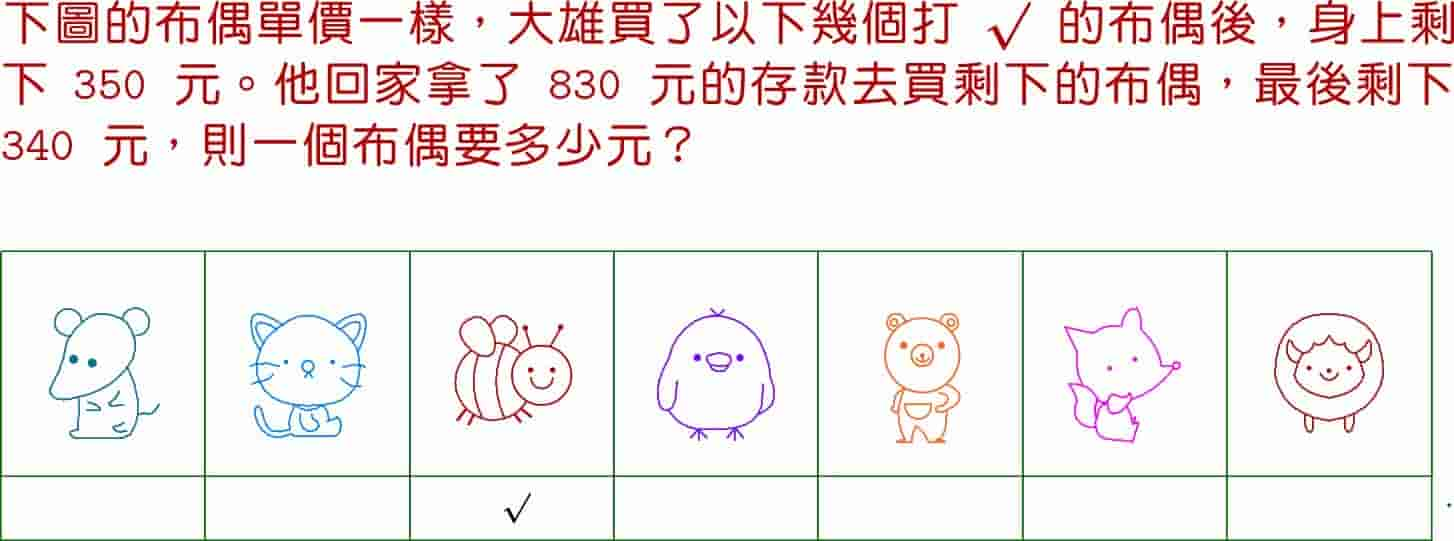 下圖的布偶單價一樣，大雄買了以下幾個打 √ 的布偶後，身上剩
下 350 元。他回家拿了 830 元的存款去買剩下的布偶，最後剩下
340 元，則一個布偶要多少元？
√
.